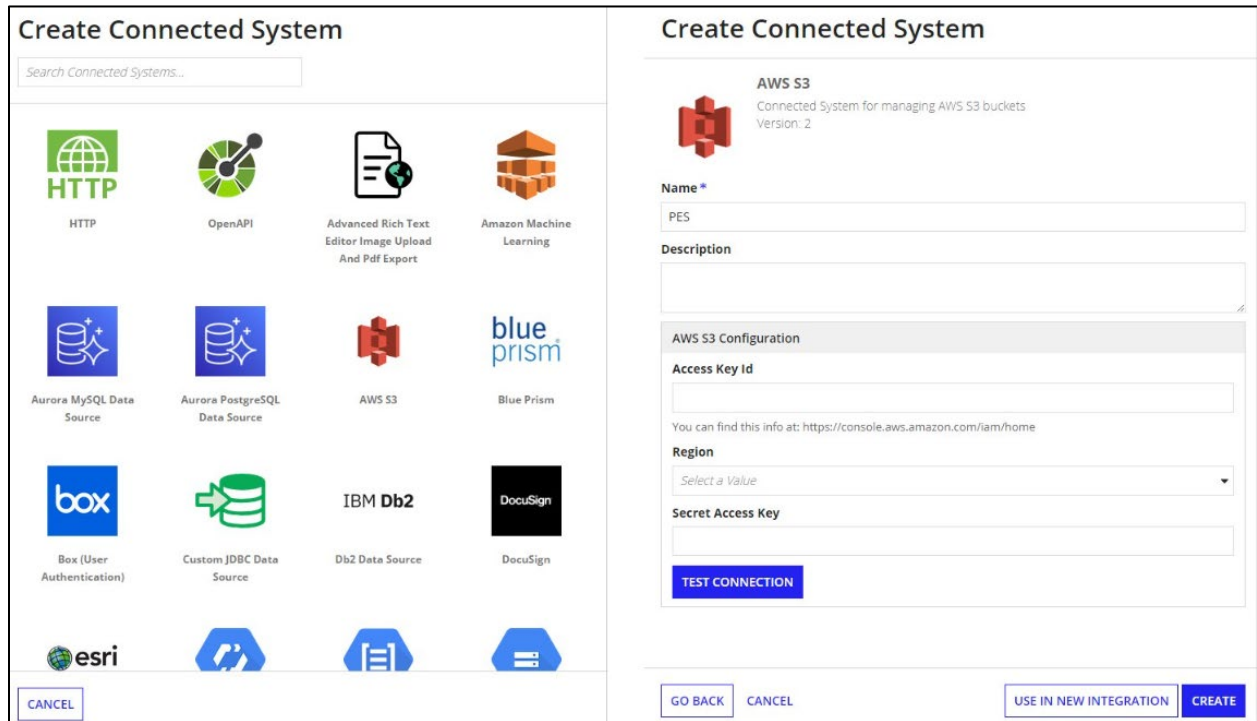 Create Connected System
Search Connected Systems...
HTTP
HTTP
OpenAPI
Advanced Rich Text
Editor Image Upload
And Pdf Export
Amazon Machine
Learning
Aurora MySQL Data
Source
Aurora PostgreSQL
Data Source
AWS S3
blue
prism
Blue Prism
box
Box (User
Authentication)
Custom JDBC Data
Source
IBM Db2
Db2 Data Source
DocuSign
DocuSign
esri
CANCEL
Create Connected System
AWS S3
Connected System for managing AWS S3 buckets
Version: 2
Name *
PES
Description
AWS S3 Configuration
Access Key Id
You can find this info at: https://console.aws.amazon.com/iam/home
Region
Select a Value
Secret Access Key
TEST CONNECTION
GO BACK
CANCEL
USE IN NEW INTEGRATION
CREATE